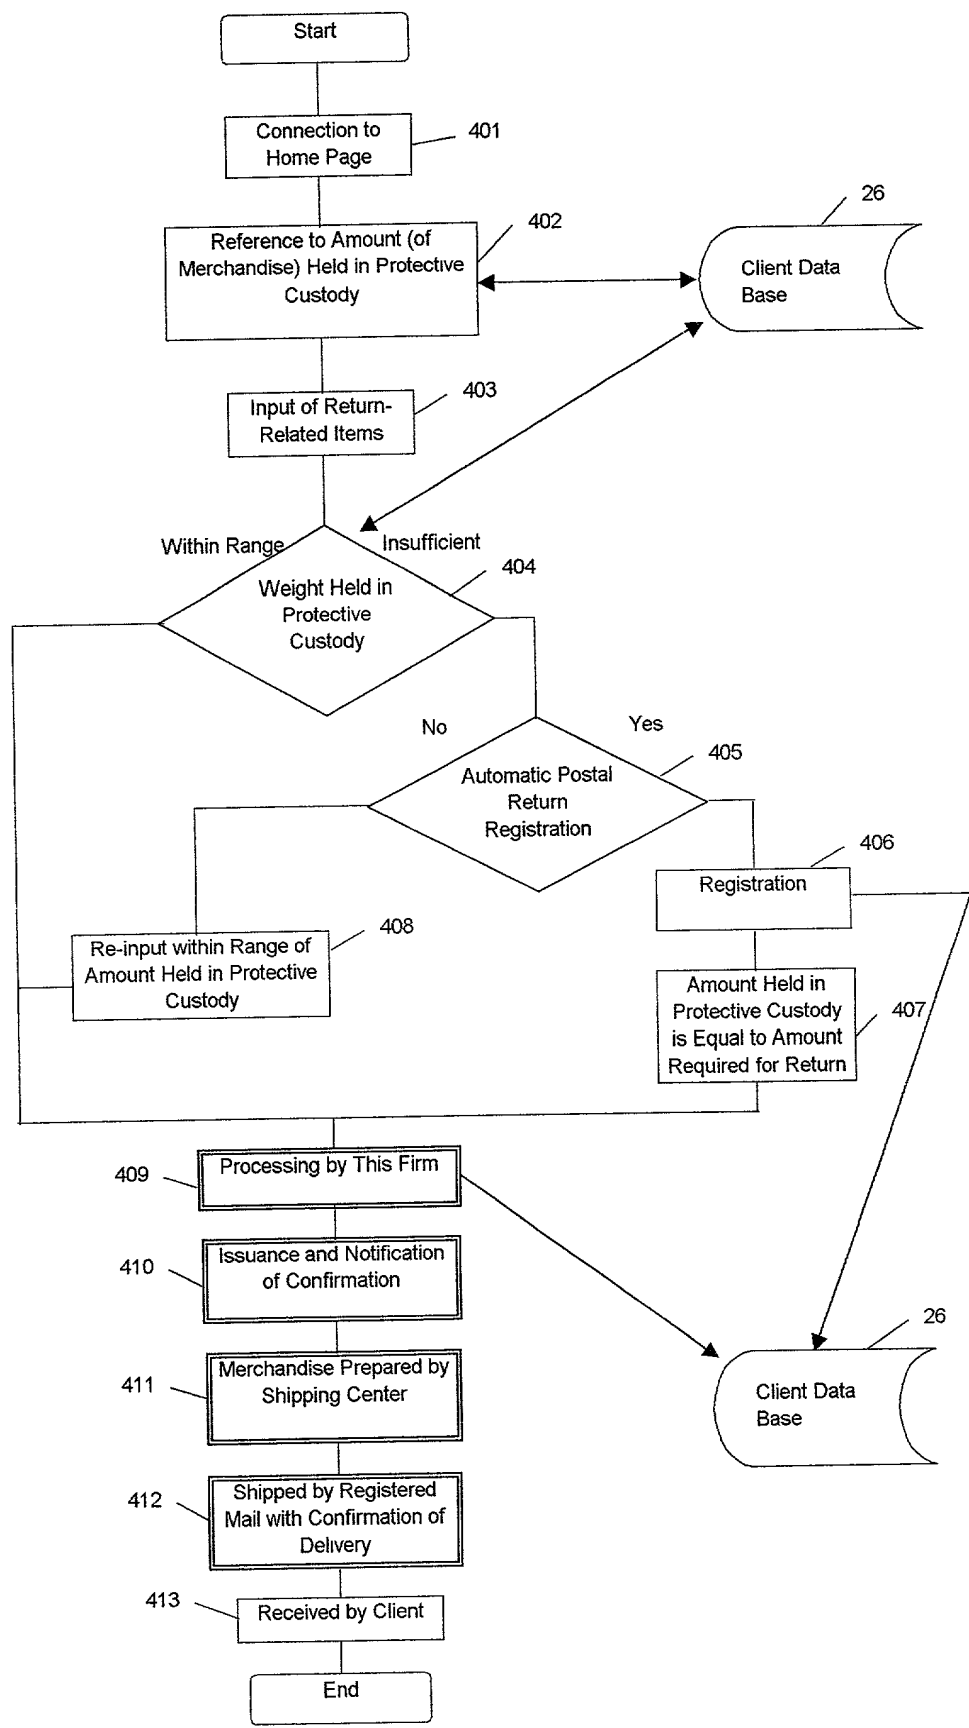 Start
Connection to
Home Page
401
Reference to Amount (of
Merchandise) Held in Protective
Custody
402
26
Client Data
Base
Input of Return-
Related Items
403
Within Range
Insufficient
Weight Held in
Protective
Custody
404
No
Yes
Automatic Postal
Return
Registration
405
Registration
406
Re-input within Range of
Amount Held in Protective
Custody
408
Amount Held in
Protective Custody
is Equal to Amount
Required for Return
407
409
Processing by This Firm
410
Issuance and Notification
of Confirmation
411
Merchandise Prepared by
Shipping Center
26
Client Data
Base
412
Shipped by Registered
Mail with Confirmation of
Delivery
413
Received by Client
End